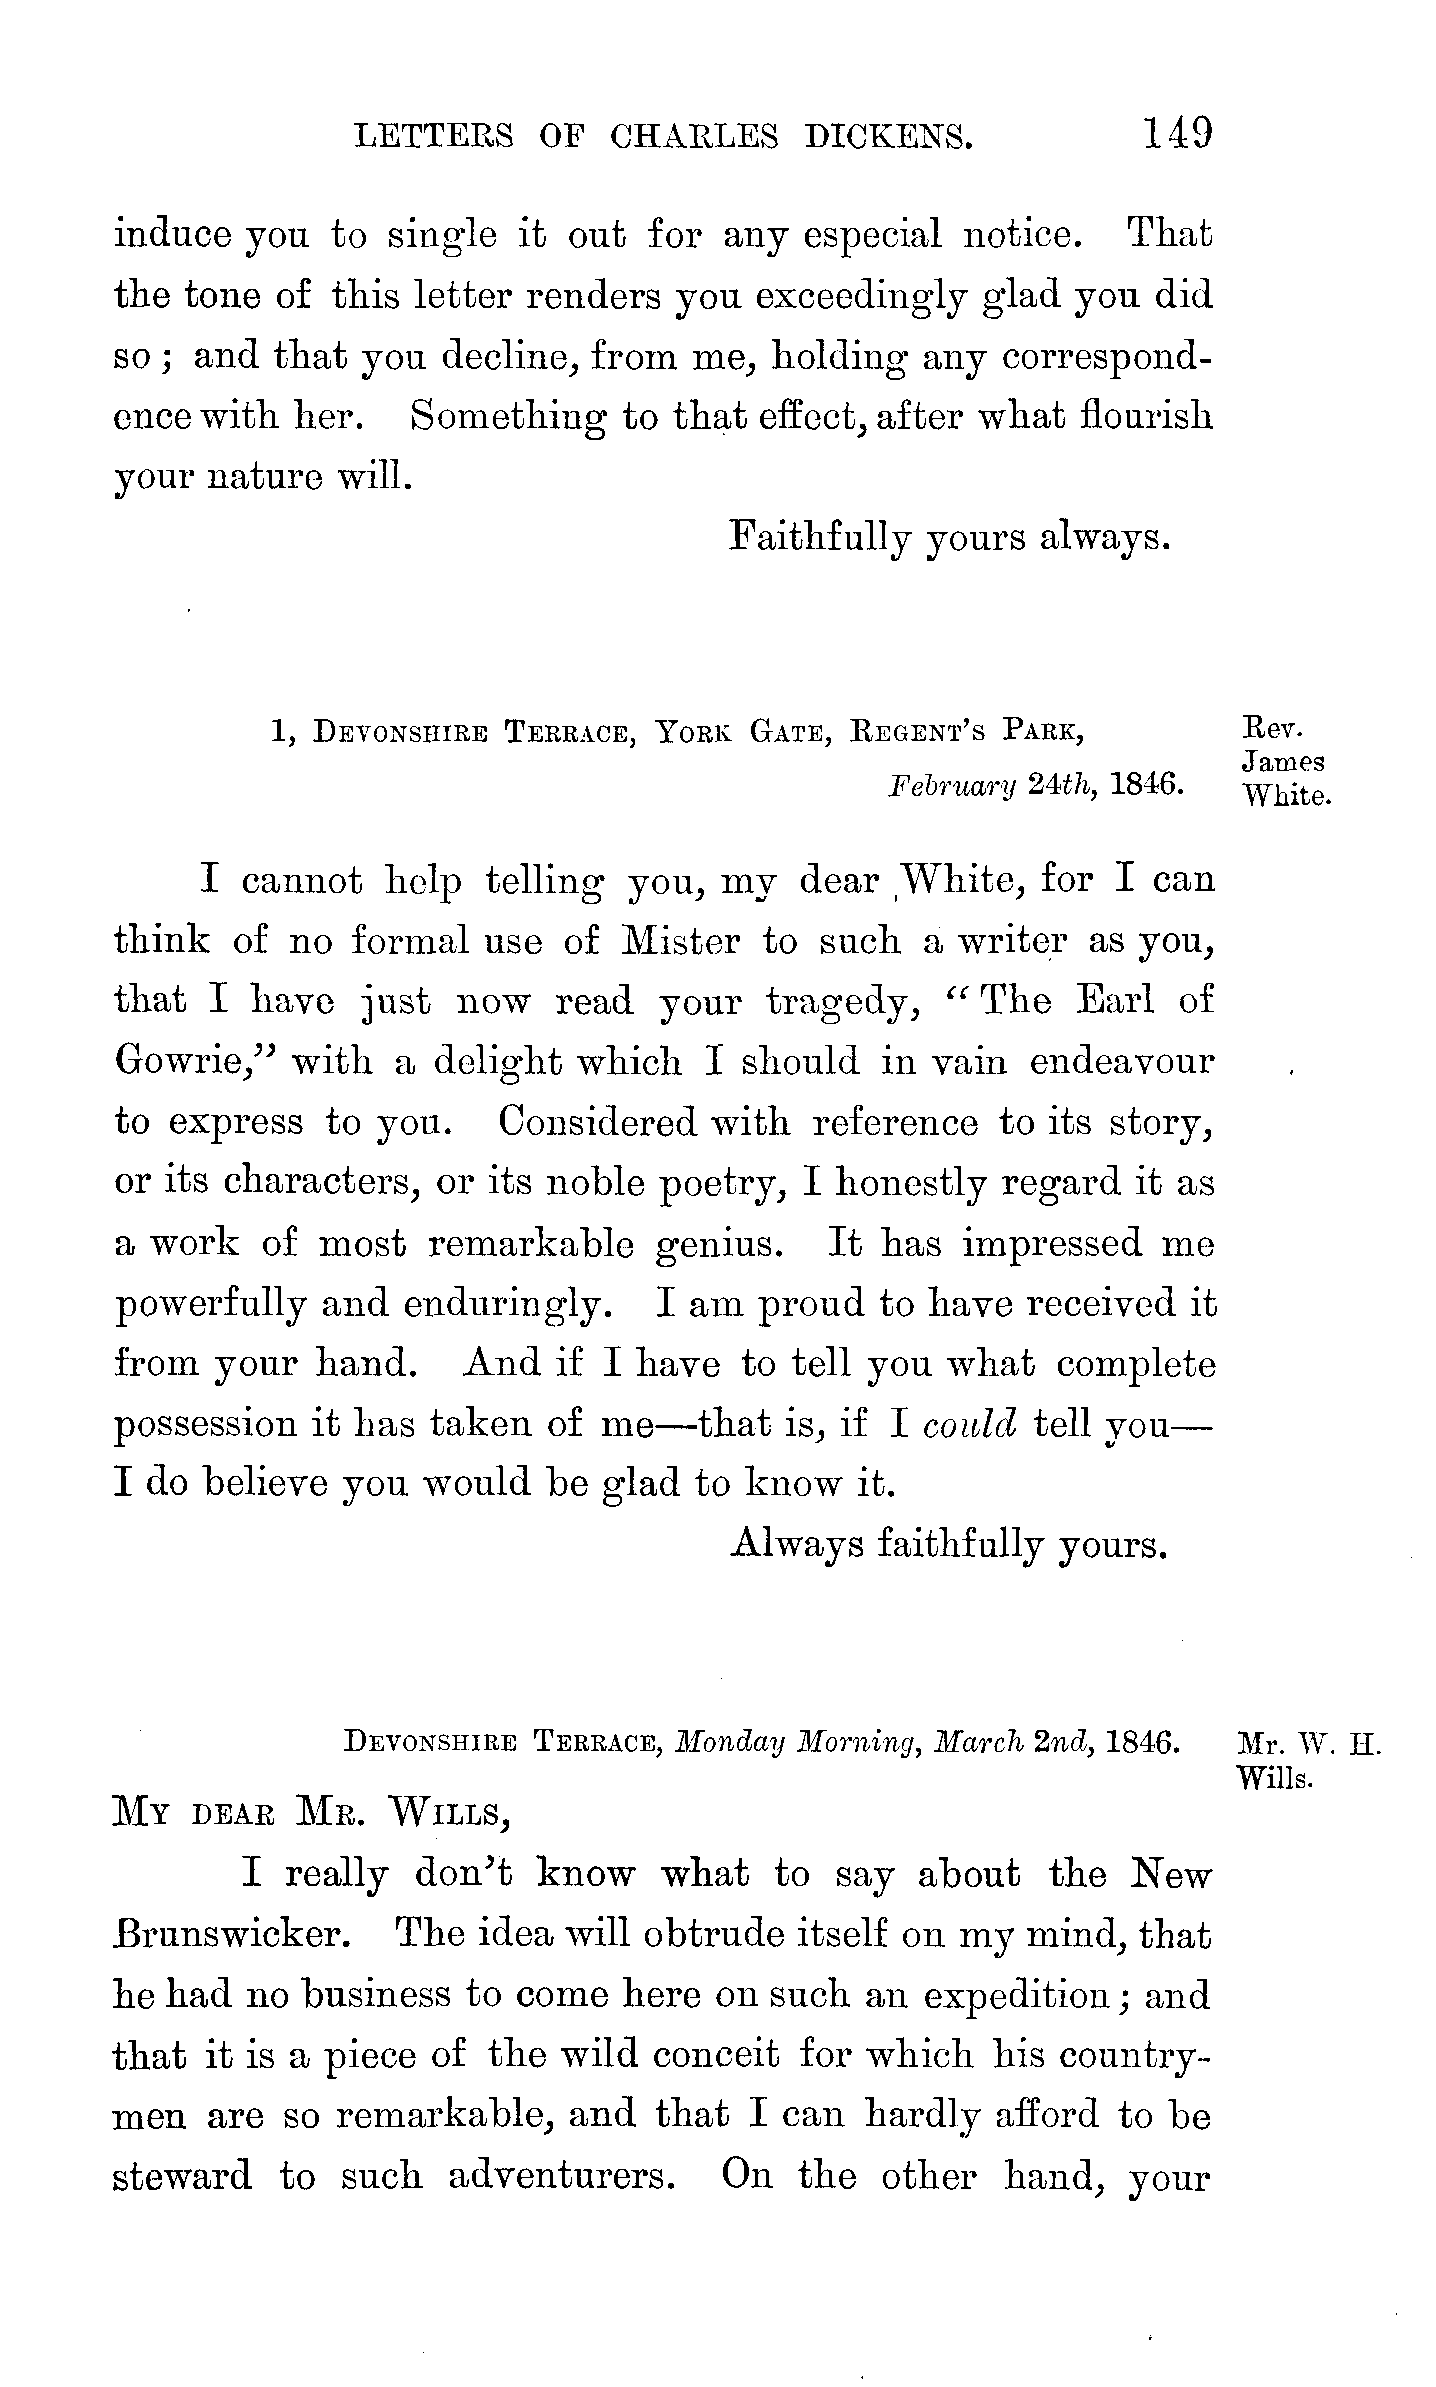 LETTERS OF CHARLES DICKENS. 149
induce you to single it out for any especial notice. That
the tone of this letter renders you exceedingly glad you did
so; and that you decline, from me, holding any correspond-
ence with her. Something to that effect, after what flourish
your nature will.
Faithfully yours always.
1, Devonshire Terrace, York Gate, Regent's Park,
February 24th, 1846.
Rev.
James
White.
I cannot help telling you, my dear White, for I can
think of no formal use of Mister to such a writer as you,
that I have just now read your tragedy, "The Earl of
Gowrie," with a delight which I should in vain endeavour
to express to you. Considered with reference to its story,
or its characters, or its noble poetry, I honestly regard it as
a work of most remarkable genius. It has impressed me
powerfully and enduringly. I am proud to have received it
from your hand. And if I have to tell you what complete
possession it has taken of me—that is, if I could tell you—
I do believe you would be glad to know it.
Always faithfully yours.
Devonshire Terrace, Monday Morning, March 2nd, 1846.
Mr. W. H.
Wills.
My dear Mr. Wills,
I really don't know what to say about the New
Brunswicker. The idea will obtrude itself on my mind, that
he had no business to come here on such an expedition; and
that it is a piece of the wild conceit for which his country-
men are so remarkable, and that I can hardly afford to be
steward to such adventurers. On the other hand, your